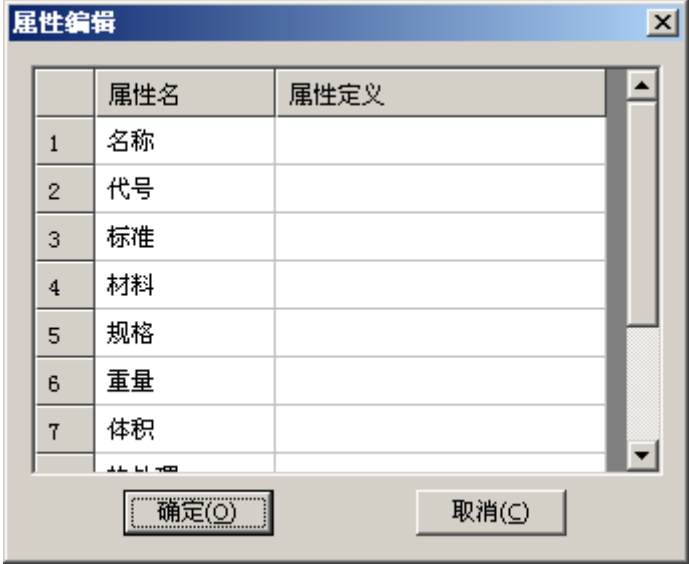 属性编辑
属性名 属性定义
1 名称
2 代号
3 标准
4 材料
5 规格
6 重量
7 体积
确定(O) 取消(C)